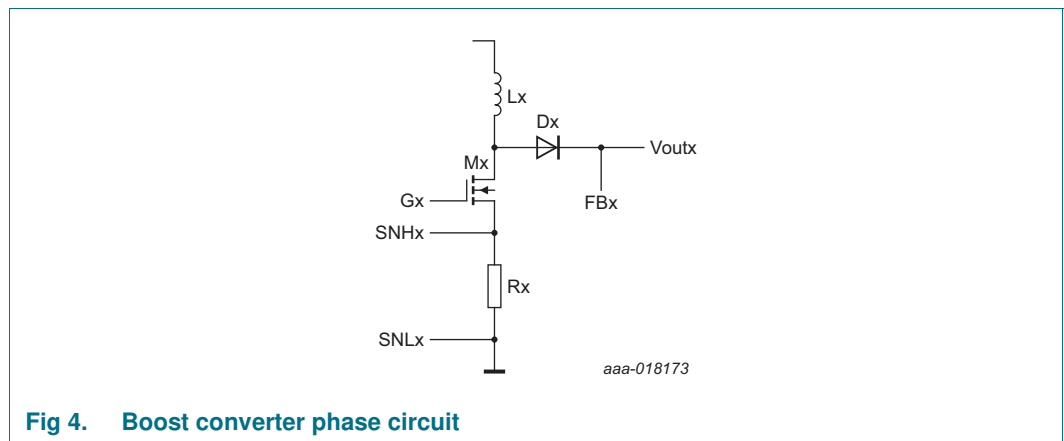 Lx
Dx
Voutx
Mx
Gx
FBx
SNHx
Rx
SNLx
aaa-018173
Fig 4. Boost converter phase circuit